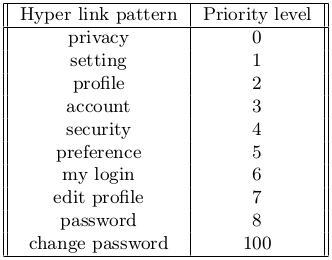 Hyper link pattern Priority level
privacy 0
setting 1
profile 2
account 3
security 4
preference 5
my login 6
edit profile 7
password 8
change password 100